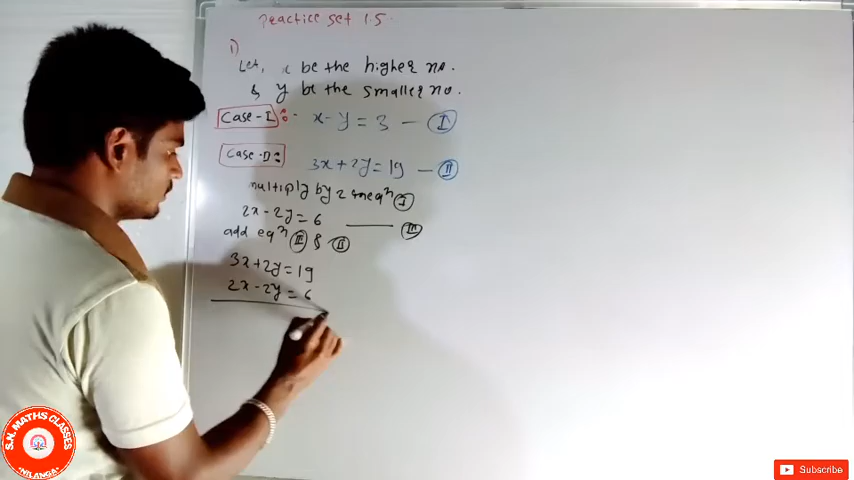 Practice set 1.5.
1)
Let, x be the higher no.
& y be the smaller no.
Case-I :- x-y=3 — I
Case-II: 3x+2y=19 — II
multiply by 2 in eqn I
2x-2y=6 — III
add eqn III & II
3x+2y=19
2x-2y=6
S.N. MATHS CLASSES
NILANGA
Subscribe